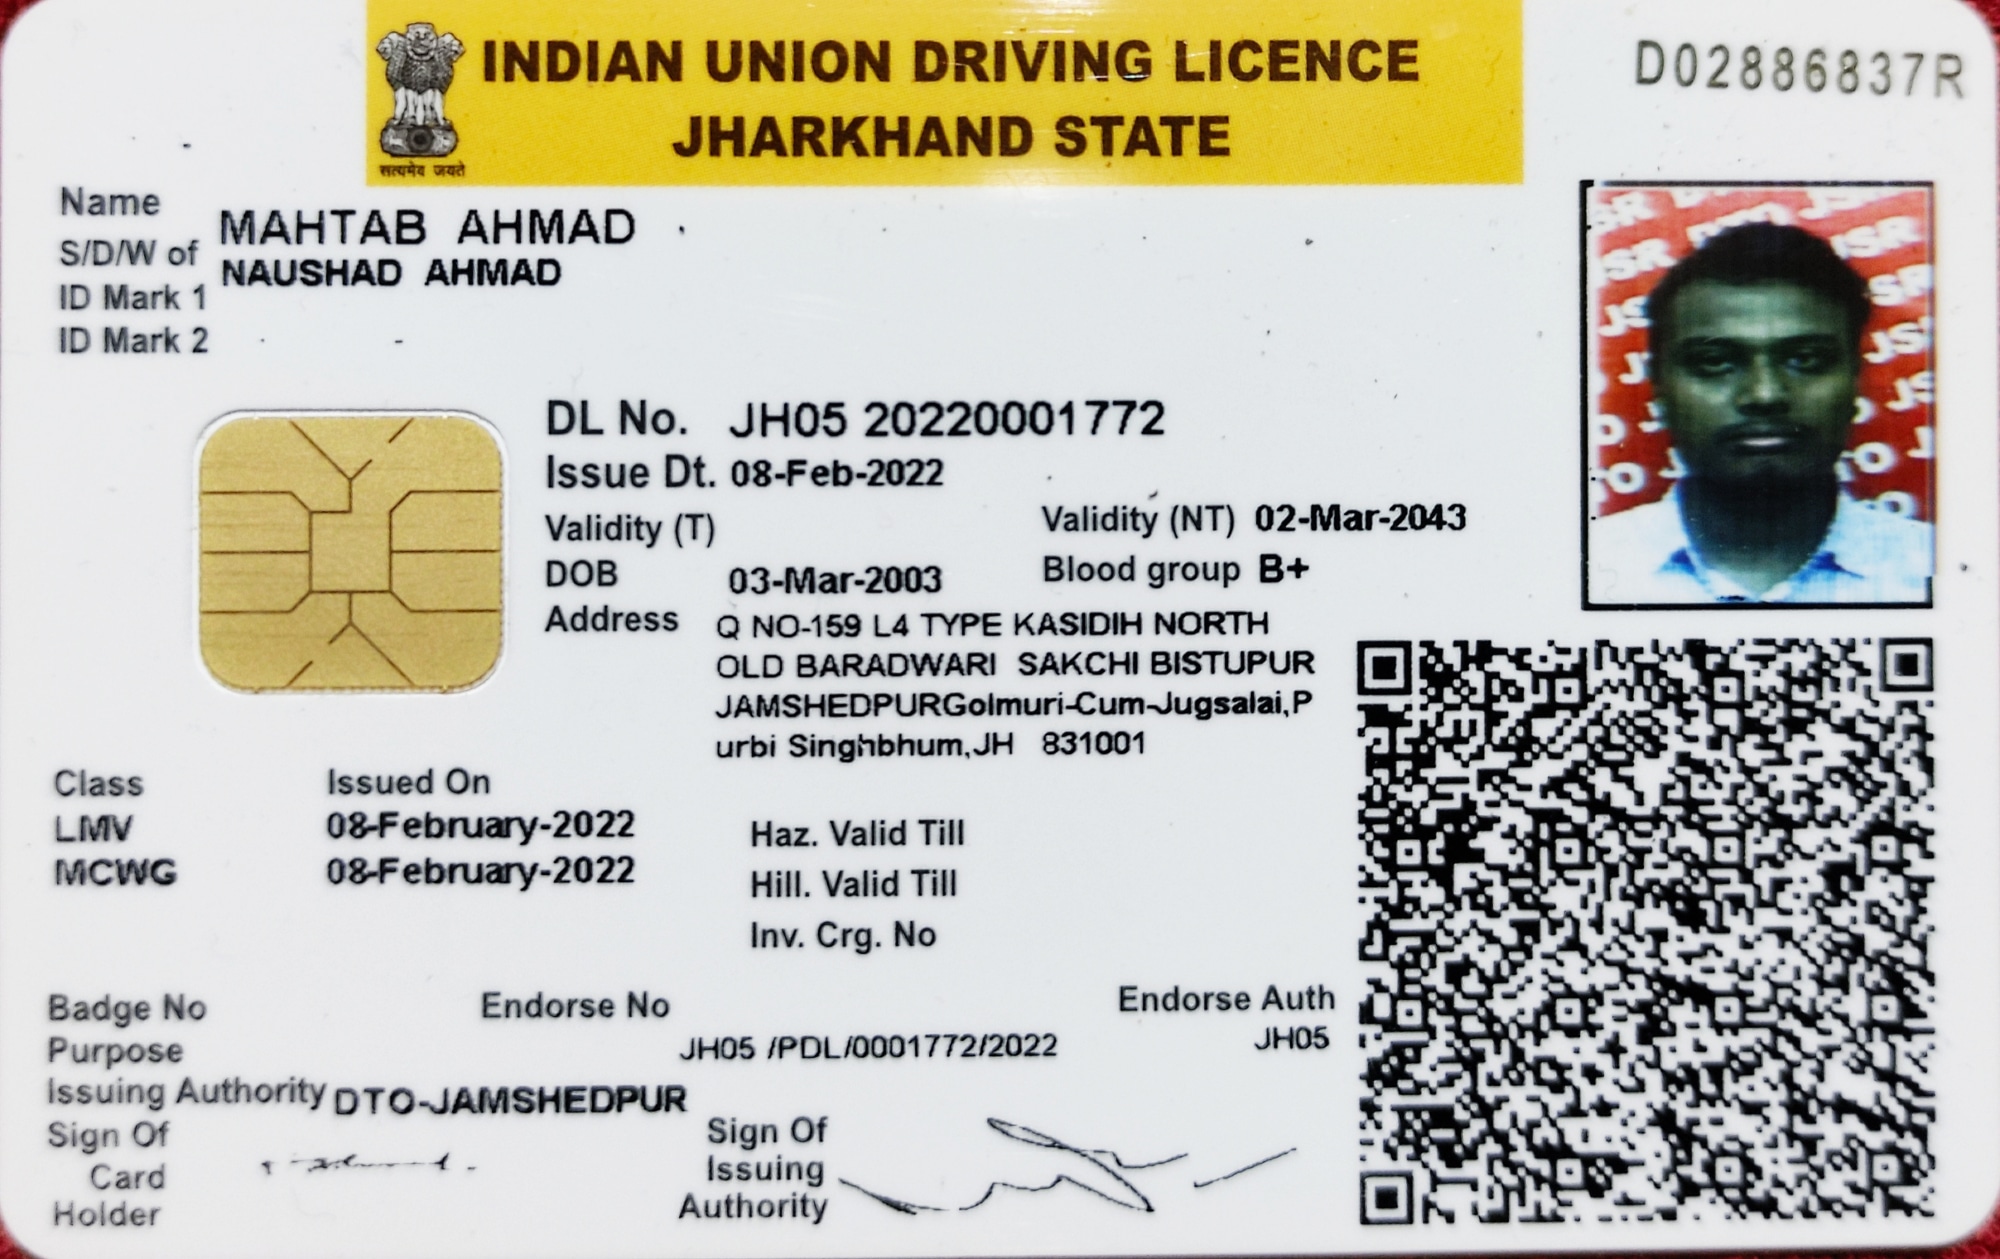 INDIAN UNION DRIVING LICENCE
JHARKHAND STATE
D02886837R
सत्यमेव जयते
Name MAHTAB AHMAD
S/D/W of NAUSHAD AHMAD
ID Mark 1
ID Mark 2
DL No. JH05 20220001772
Issue Dt. 08-Feb-2022
Validity (T) Validity (NT) 02-Mar-2043
DOB 03-Mar-2003 Blood group B+
Address Q NO-159 L4 TYPE KASIDIH NORTH
OLD BARADWARI SAKCHI BISTUPUR
JAMSHEDPURGolmuri-Cum-Jugsalai,P
urbi Singhbhum,JH 831001
Class Issued On
LMV 08-February-2022 Haz. Valid Till
MCWG 08-February-2022 Hill. Valid Till
Inv. Crg. No
Badge No Endorse No Endorse Auth
Purpose JH05 /PDL/0001772/2022 JH05
Issuing Authority DTO-JAMSHEDPUR
Sign Of Card Holder
Sign Of Issuing Authority